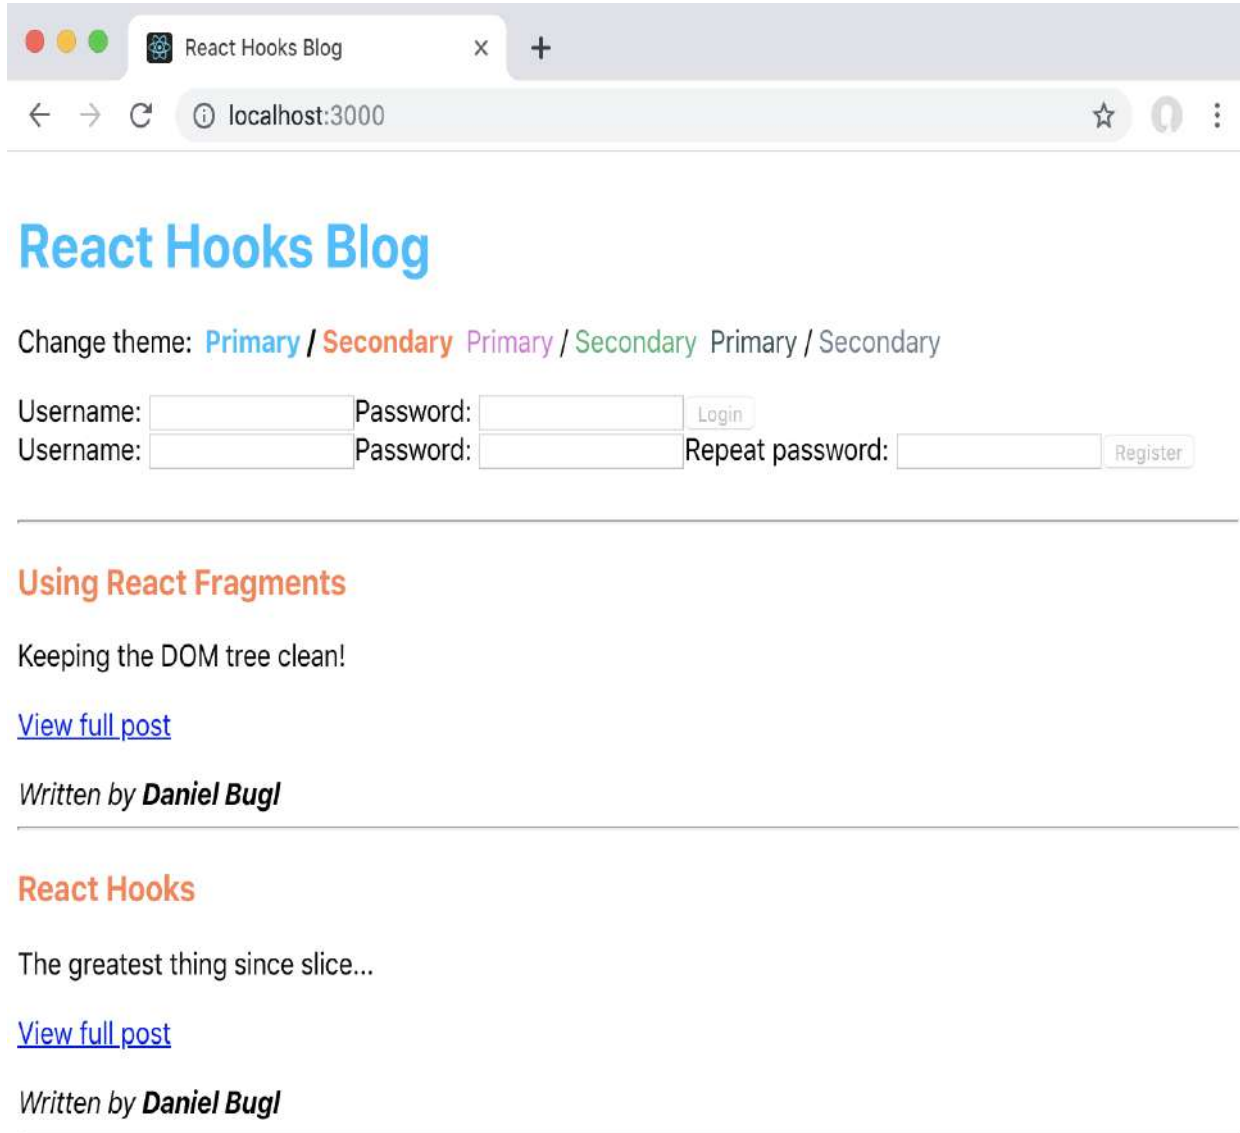 React Hooks Blog
localhost:3000
React Hooks Blog
Change theme: Primary / Secondary Primary / Secondary Primary / Secondary
Username: Password: Login
Username: Password: Repeat password: Register
Using React Fragments
Keeping the DOM tree clean!
View full post
Written by Daniel Bugl
React Hooks
The greatest thing since slice...
View full post
Written by Daniel Bugl